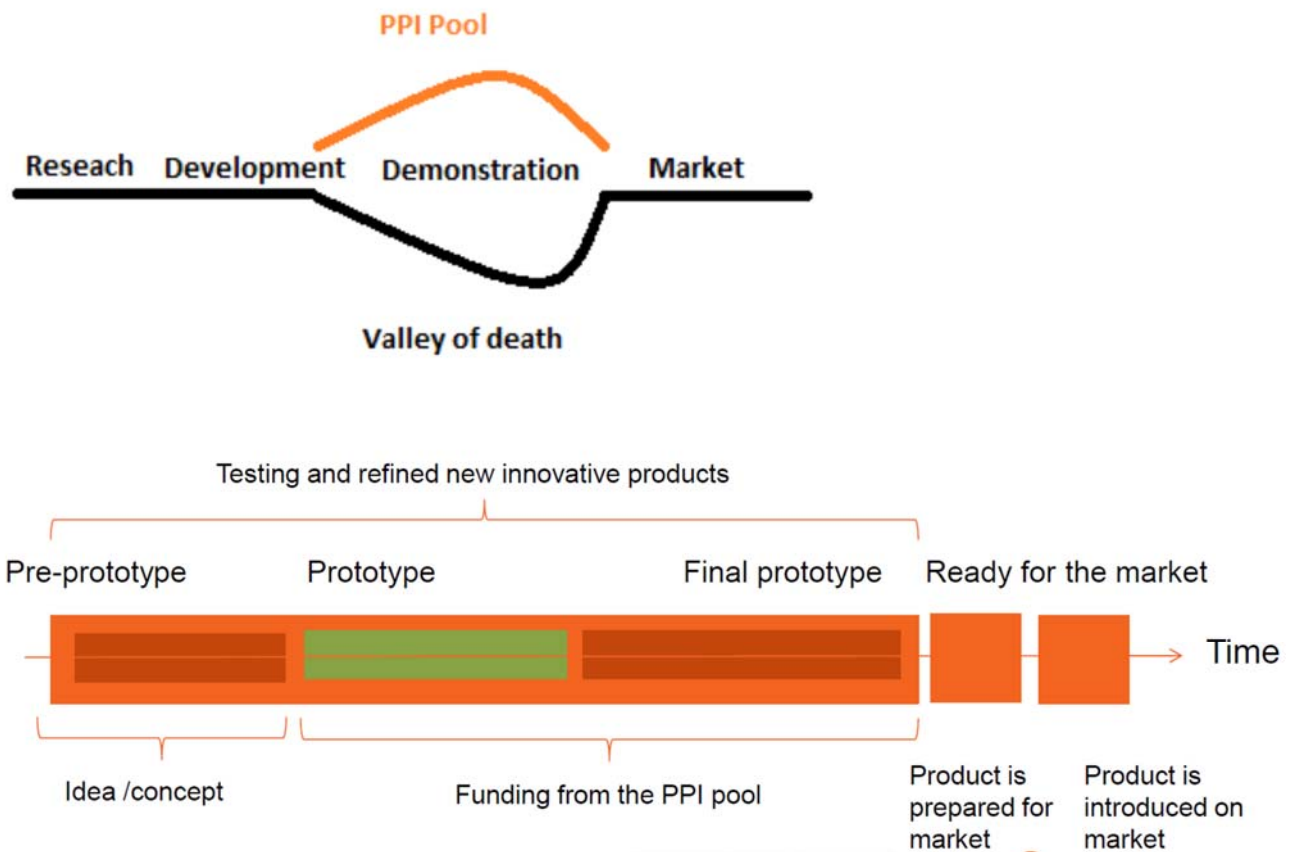 PPI Pool
Reseach Development Demonstration Market
Valley of death
Testing and refined new innovative products
Pre-prototype Prototype Final prototype Ready for the market
Time
Idea /concept
Funding from the PPI pool
Product is
prepared for
market
Product is
introduced on
market